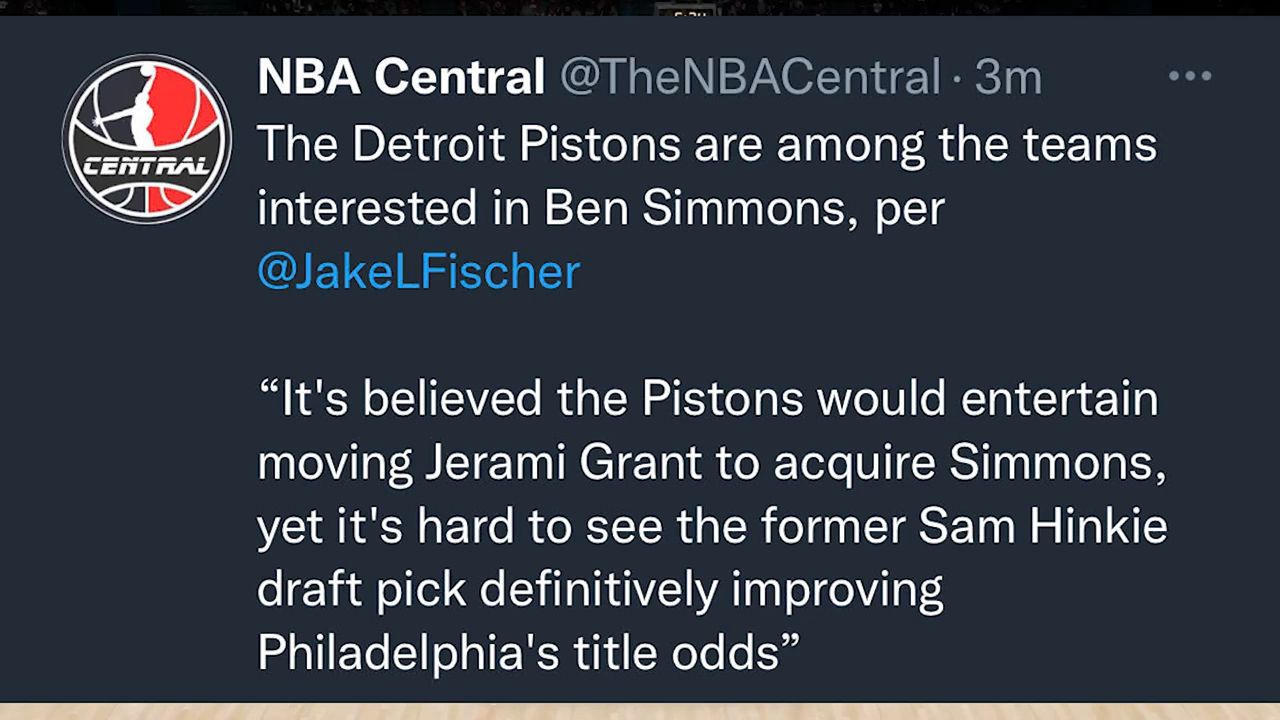 NBA Central @TheNBACentral · 3m
CENTRAL
The Detroit Pistons are among the teams
interested in Ben Simmons, per
@JakeLFischer
“It's believed the Pistons would entertain
moving Jerami Grant to acquire Simmons,
yet it's hard to see the former Sam Hinkie
draft pick definitively improving
Philadelphia's title odds”